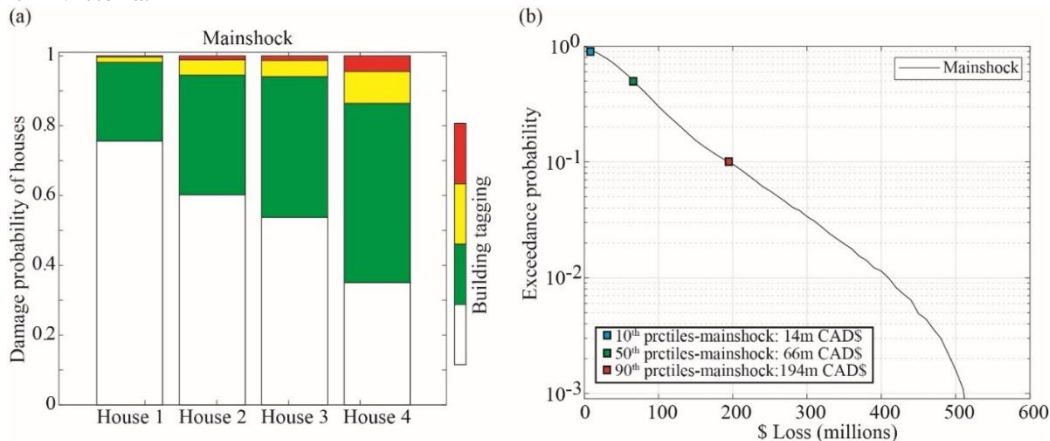 (a)
Mainshock
Damage probability of houses
1
0.8
0.6
0.4
0.2
0
House 1 House 2 House 3 House 4
Building tagging
(b)
Exceedance probability
10⁰
10⁻¹
10⁻²
10⁻³
Mainshock
10th prctiles-mainshock: 14m CAD$
50th prctiles-mainshock: 66m CAD$
90th prctiles-mainshock:194m CAD$
0 100 200 300 400 500 600
$ Loss (millions)